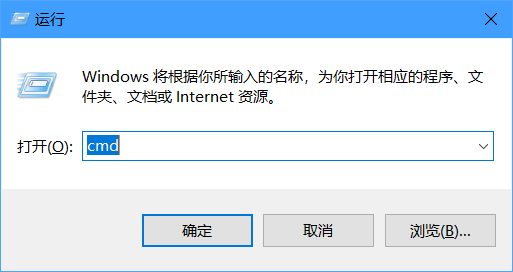 运行
Windows 将根据你所输入的名称，为你打开相应的程序、文
件夹、文档或 Internet 资源。
打开(O): cmd
确定 取消 浏览(B)...